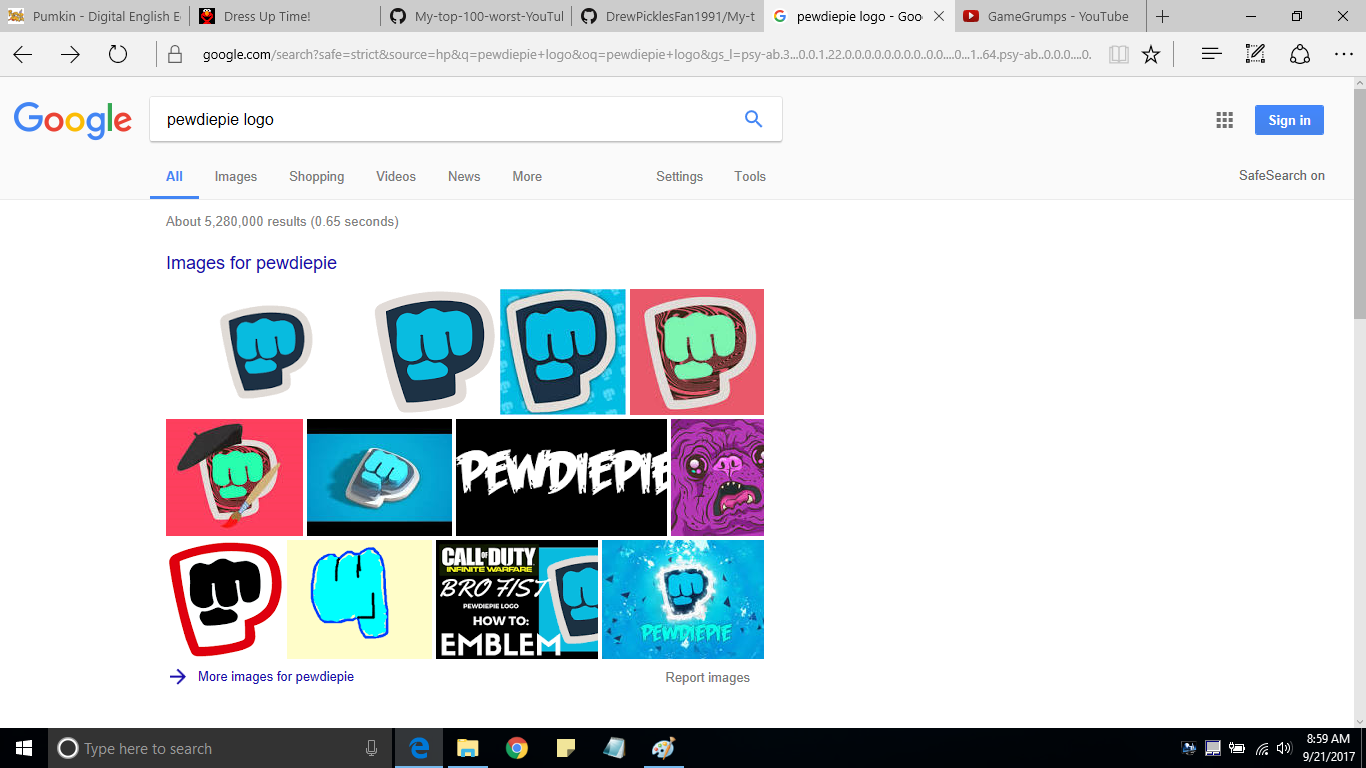 Pumkin - Digital English E
Dress Up Time!
My-top-100-worst-YouTul
DrewPicklesFan1991/My-t
pewdiepie logo - Goo
GameGrumps - YouTube
google.com/search?safe=strict&source=hp&q=pewdiepie+logo&oq=pewdiepie+logo&gs_l=psy-ab.3...0.0.1.22.0.0.0.0.0.0.0.0..0.0....0...1..64.psy-ab..0.0.0....0.
Google
pewdiepie logo
Sign in
All Images Shopping Videos News More Settings Tools
SafeSearch on
About 5,280,000 results (0.65 seconds)
Images for pewdiepie
PEWDIEPIE
CALL OF DUTY
INFINITE WARFARE
BRO FIST
PEWDIEPIE LOGO
HOW TO:
EMBLEM
PEWDIEPIE
More images for pewdiepie
Report images
Type here to search
8:59 AM
9/21/2017